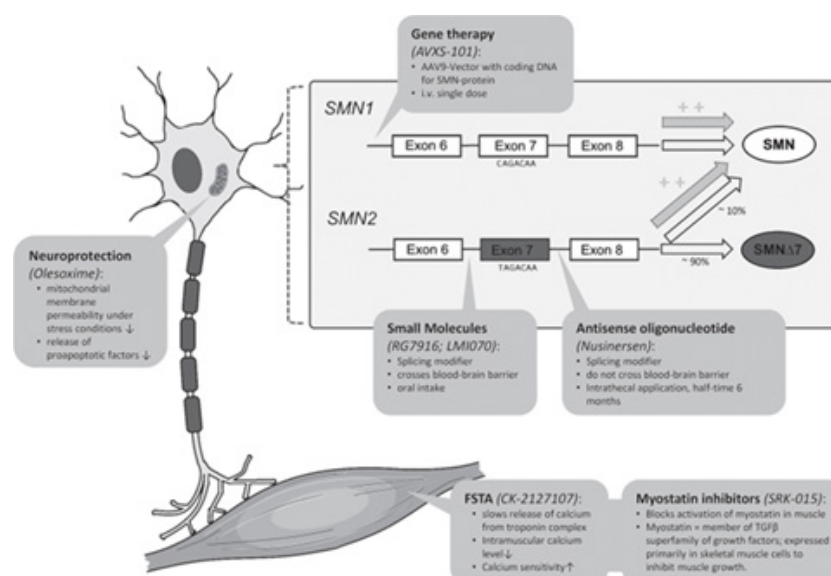 Gene therapy
(AVXS-101):
• AAV9-Vector with coding DNA
for SMN-protein
• i.v. single dose
SMN1
Exon 6
Exon 7
Exon 8
CAGACAA
+ +
SMN
SMN2
+ +
~ 10%
Exon 6
Exon 7
Exon 8
TAGACAA
~ 90%
SMNΔ7
Neuroprotection
(Olesoxime):
• mitochondrial
membrane
permeability under
stress conditions ↓
• release of
proapoptotic factors ↓
Small Molecules
(RG7916; LMI070):
• Splicing modifier
• crosses blood-brain barrier
• oral intake
Antisense oligonucleotide
(Nusinersen):
• Splicing modifier
• do not cross blood-brain barrier
• Intrathecal application, half-time 6
months
FSTA (CK-2127107):
• slows release of calcium
from troponin complex
• Intramuscular calcium
level↓
• Calcium sensitivity↑
Myostatin inhibitors (SRK-015):
• Blocks activation of myostatin in muscle
• Myostatin = member of TGFβ
superfamily of growth factors; expressed
primarily in skeletal muscle cells to
inhibit muscle growth.